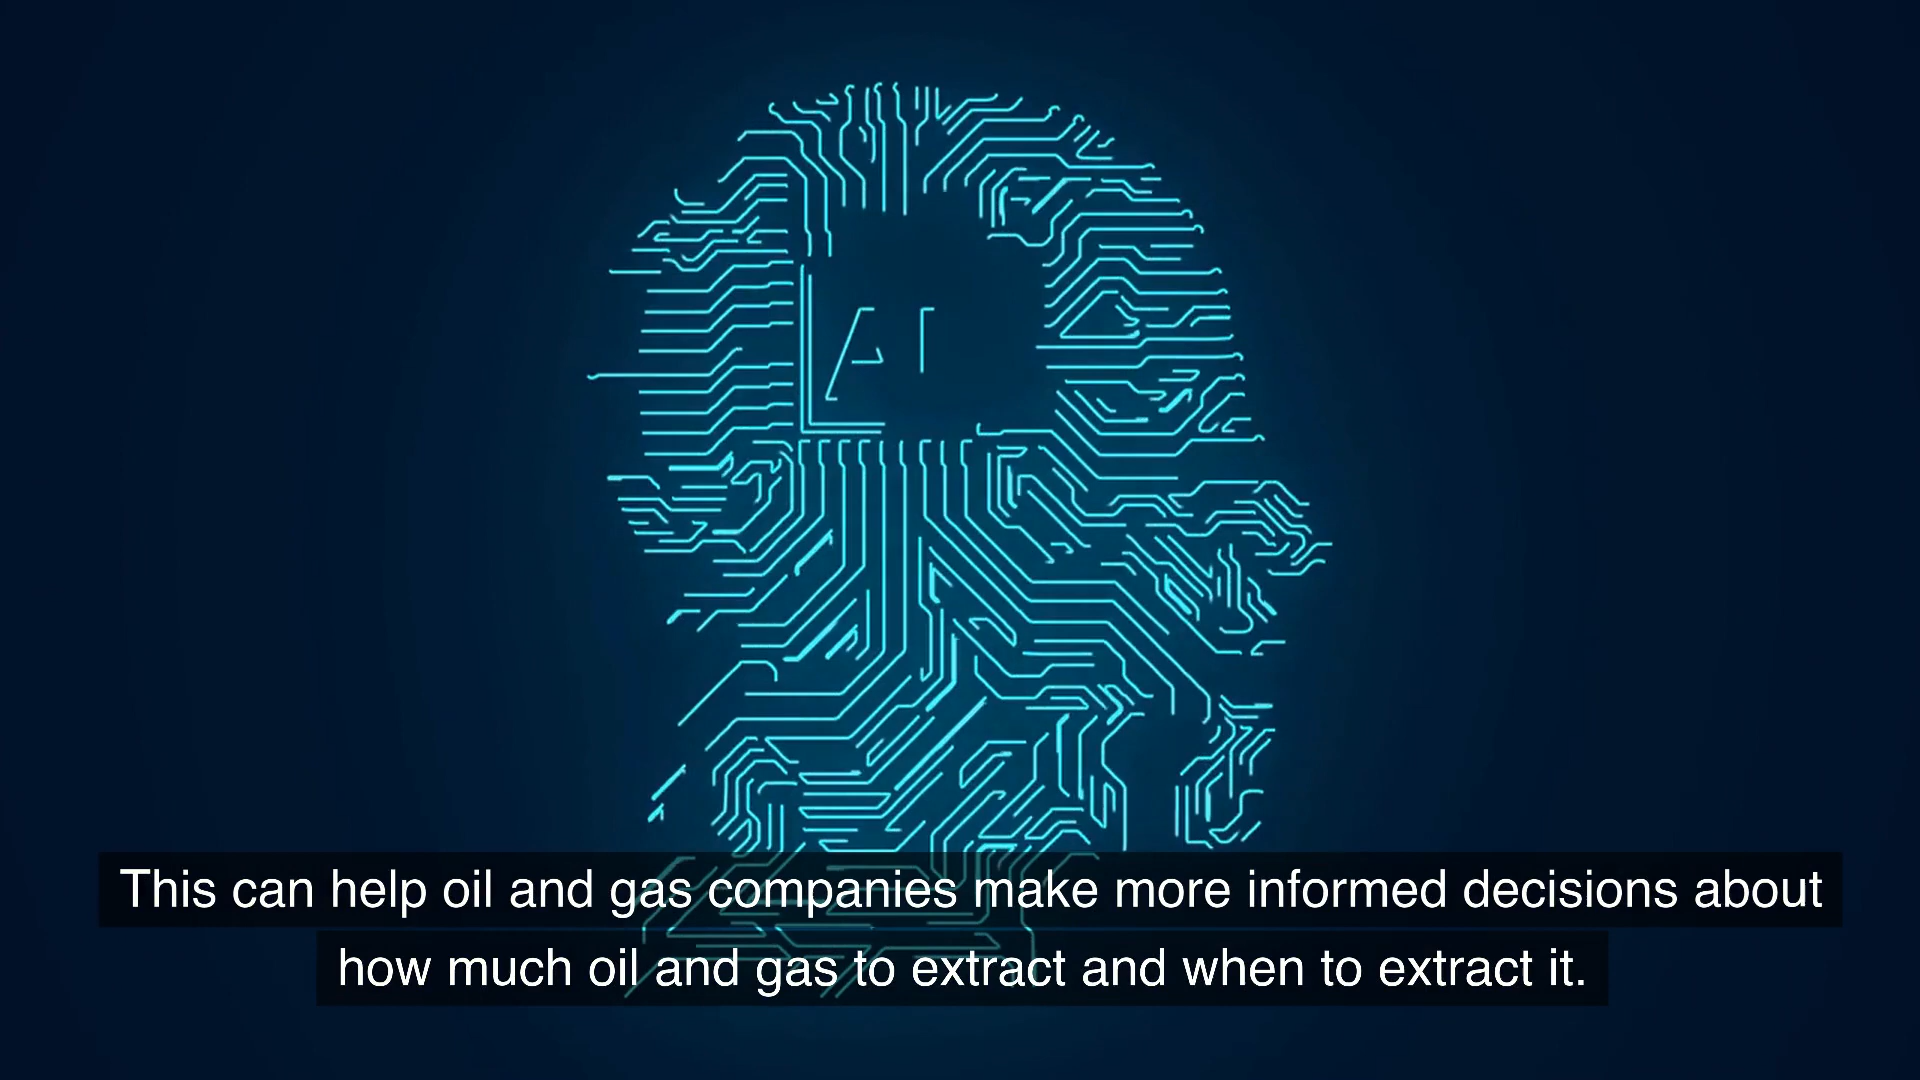 AI
This can help oil and gas companies make more informed decisions about
how much oil and gas to extract and when to extract it.